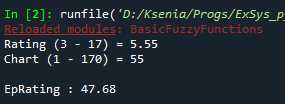 In [2]: runfile('D:/Ksenia/Progs/ExSys_p
Reloaded modules: BasicFuzzyFunctions
Rating (3 - 17) = 5.55
Chart (1 - 170) = 55
EpRating : 47.68